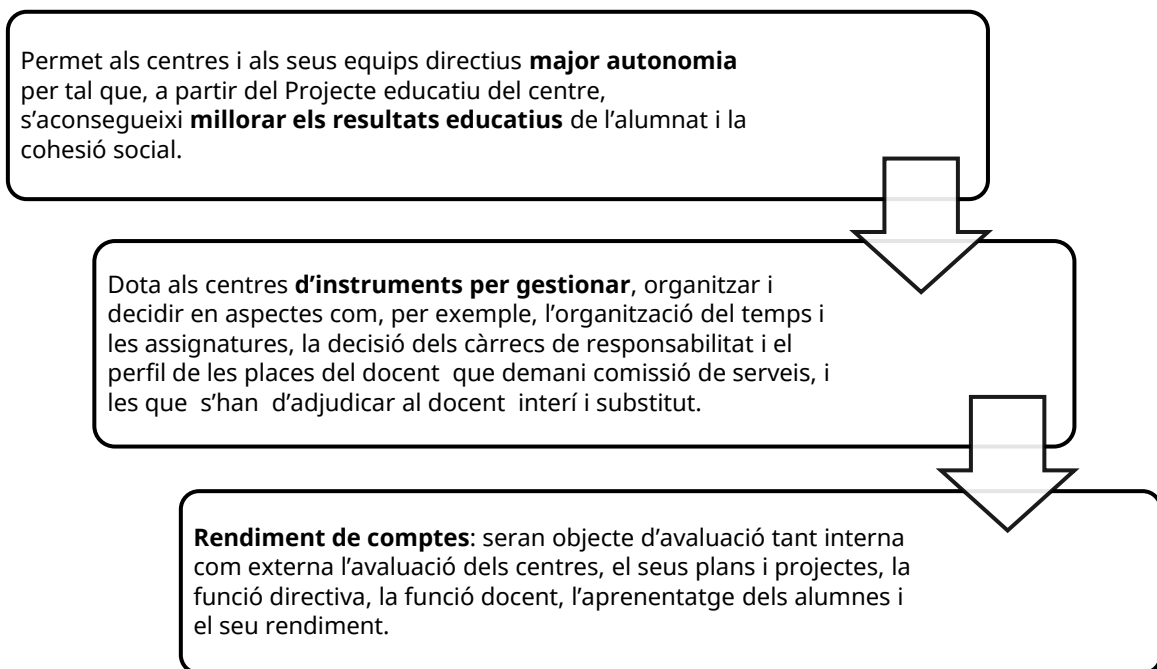 Permet als centres i als seus equips directius major autonomia
per tal que, a partir del Projecte educatiu del centre,
s’aconsegueixi millorar els resultats educatius de l’alumnat i la
cohesió social.
Dota als centres d’instruments per gestionar, organitzar i
decidir en aspectes com, per exemple, l’organització del temps i
les assignatures, la decisió dels càrrecs de responsabilitat i el
perfil de les places del docent  que demani comissió de serveis, i
les que  s’han  d’adjudicar al docent  interí i substitut.
Rendiment de comptes: seran objecte d’avaluació tant interna
com externa l’avaluació dels centres, el seus plans i projectes, la
funció directiva, la funció docent, l’aprenentatge dels alumnes i
el seu rendiment.